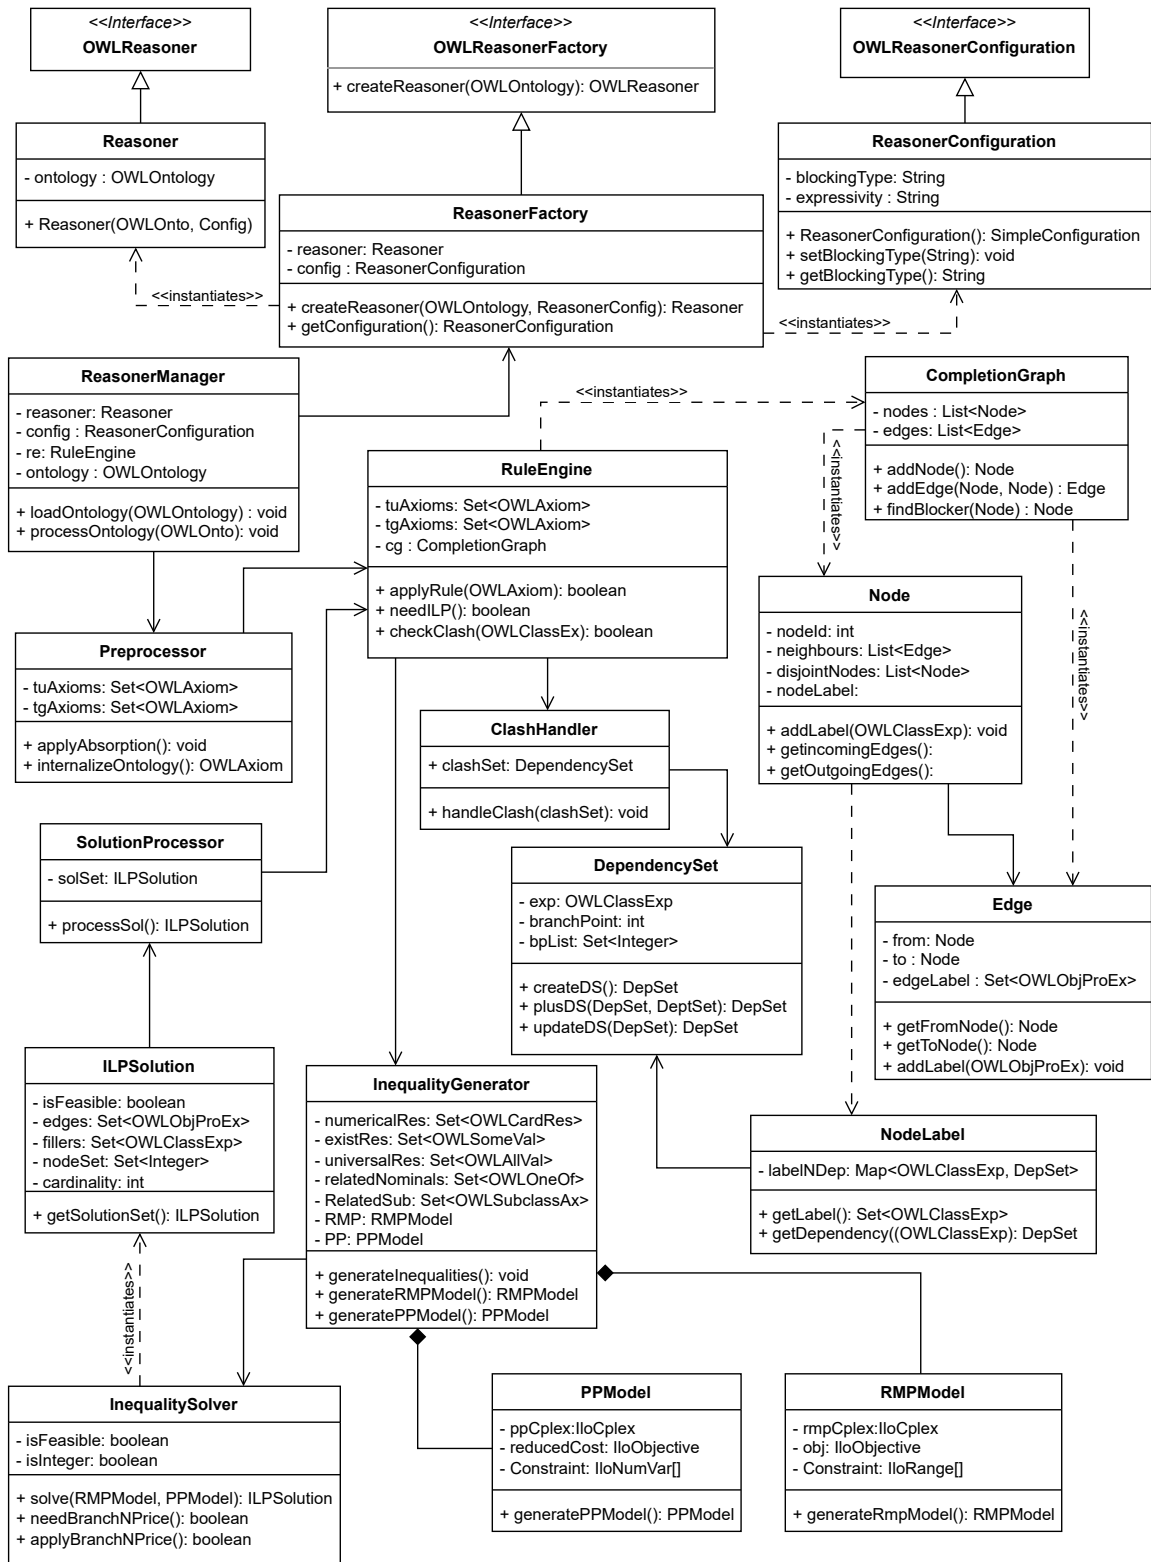 <<Interface>>
OWLReasoner
<<Interface>>
OWLReasonerFactory
+ createReasoner(OWLOntology): OWLReasoner
<<Interface>>
OWLReasonerConfiguration
Reasoner
- ontology : OWLOntology
+ Reasoner(OWLOnto, Config)
ReasonerFactory
- reasoner: Reasoner
- config : ReasonerConfiguration
+ createReasoner(OWLOntology, ReasonerConfig): Reasoner
+ getConfiguration(): ReasonerConfiguration
ReasonerConfiguration
- blockingType: String
- expressivity : String
+ ReasonerConfiguration(): SimpleConfiguration
+ setBlockingType(String): void
+ getBlockingType(): String
<<instantiates>>
<<instantiates>>
ReasonerManager
- reasoner: Reasoner
- config : ReasonerConfiguration
- re: RuleEngine
- ontology : OWLOntology
+ loadOntology(OWLOntology) : void
+ processOntology(OWLOnto): void
<<instantiates>>
CompletionGraph
- nodes : List<Node>
- edges: List<Edge>
+ addNode(): Node
+ addEdge(Node, Node) : Edge
+ findBlocker(Node) : Node
RuleEngine
- tuAxioms: Set<OWLAxiom>
- tgAxioms: Set<OWLAxiom>
- cg : CompletionGraph
+ applyRule(OWLAxiom): boolean
+ needILP(): boolean
+ checkClash(OWLClassEx): boolean
<<instantiates>>
<<instantiates>>
Preprocessor
- tuAxioms: Set<OWLAxiom>
- tgAxioms: Set<OWLAxiom>
+ applyAbsorption(): void
+ internalizeOntology(): OWLAxiom
Node
- nodeId: int
- neighbours: List<Edge>
- disjointNodes: List<Node>
- nodeLabel:
+ addLabel(OWLClassExp): void
+ getincomingEdges():
+ getOutgoingEdges():
ClashHandler
+ clashSet: DependencySet
+ handleClash(clashSet): void
SolutionProcessor
- solSet: ILPSolution
+ processSol(): ILPSolution
DependencySet
- exp: OWLClassExp
- branchPoint: int
- bpList: Set<Integer>
+ createDS(): DepSet
+ plusDS(DepSet, DeptSet): DepSet
+ updateDS(DepSet): DepSet
Edge
- from: Node
- to : Node
- edgeLabel : Set<OWLObjProEx>
+ getFromNode(): Node
+ getToNode(): Node
+ addLabel(OWLObjProEx): void
ILPSolution
- isFeasible: boolean
- edges: Set<OWLObjProEx>
- fillers: Set<OWLClassExp>
- nodeSet: Set<Integer>
- cardinality: int
+ getSolutionSet(): ILPSolution
InequalityGenerator
- numericalRes: Set<OWLCardRes>
- existRes: Set<OWLSomeVal>
- universalRes: Set<OWLAllVal>
- relatedNominals: Set<OWLOneOf>
- RelatedSub: Set<OWLSubclassAx>
- RMP: RMPModel
- PP: PPModel
+ generateInequalities(): void
+ generateRMPModel(): RMPModel
+ generatePPModel(): PPModel
NodeLabel
- labelNDep: Map<OWLClassExp, DepSet>
+ getLabel(): Set<OWLClassExp>
+ getDependency((OWLClassExp): DepSet
<<instantiates>>
InequalitySolver
- isFeasible: boolean
- isInteger: boolean
+ solve(RMPModel, PPModel): ILPSolution
+ needBranchNPrice(): boolean
+ applyBranchNPrice(): boolean
PPModel
- ppCplex:IloCplex
- reducedCost: IloObjective
- Constraint: IloNumVar[]
+ generatePPModel(): PPModel
RMPModel
- rmpCplex:IloCplex
- obj: IloObjective
- Constraint: IloRange[]
+ generateRmpModel(): RMPModel